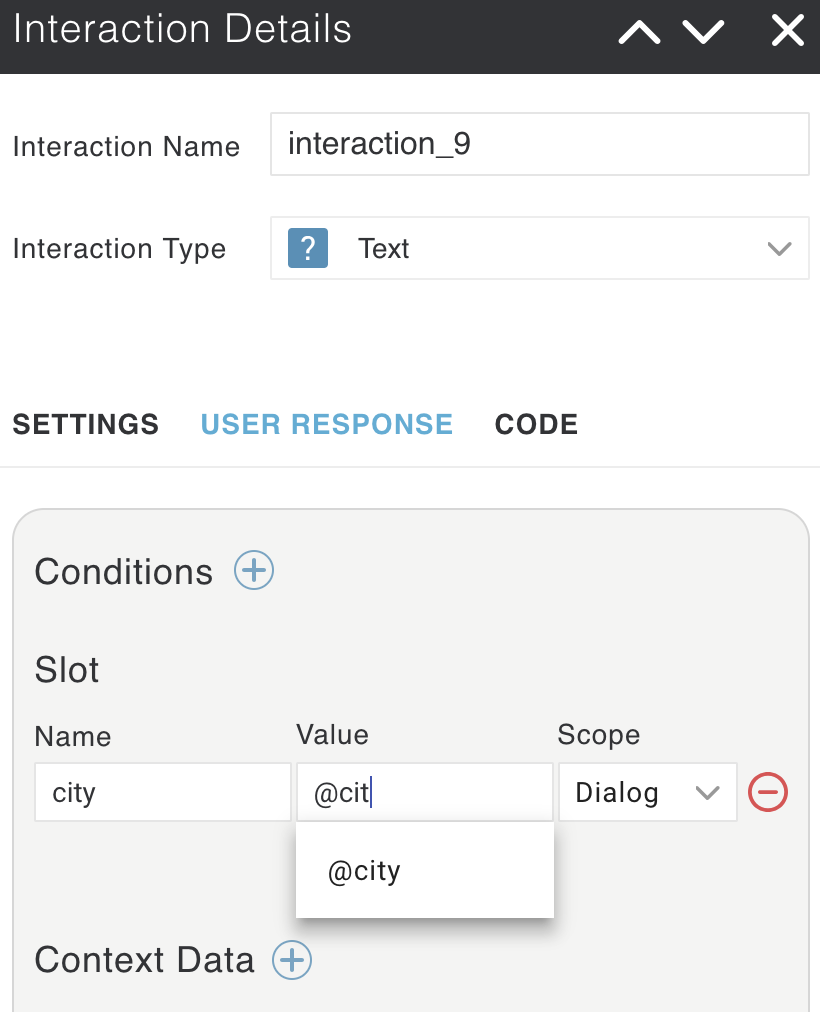 Interaction Details
Interaction Name interaction_9
Interaction Type ? Text
SETTINGS USER RESPONSE CODE
Conditions
Slot
Name Value Scope
city @cit Dialog
@city
Context Data